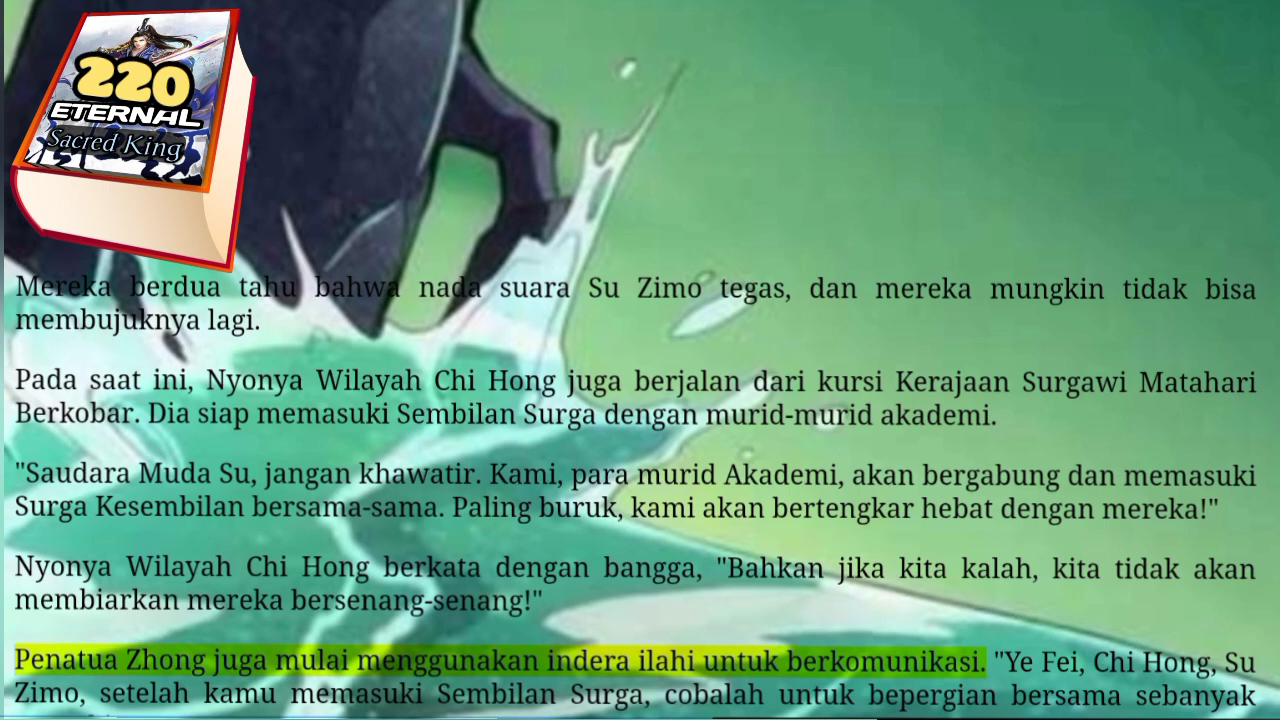 220
ETERNAL
Sacred King
Mereka berdua tahu bahwa nada suara Su Zimo tegas, dan mereka mungkin tidak bisa
membujuknya lagi.
Pada saat ini, Nyonya Wilayah Chi Hong juga berjalan dari kursi Kerajaan Surgawi Matahari
Berkobar. Dia siap memasuki Sembilan Surga dengan murid-murid akademi.
"Saudara Muda Su, jangan khawatir. Kami, para murid Akademi, akan bergabung dan memasuki
Surga Kesembilan bersama-sama. Paling buruk, kami akan bertengkar hebat dengan mereka!"
Nyonya Wilayah Chi Hong berkata dengan bangga, "Bahkan jika kita kalah, kita tidak akan
membiarkan mereka bersenang-senang!"
Penatua Zhong juga mulai menggunakan indera ilahi untuk berkomunikasi. "Ye Fei, Chi Hong, Su
Zimo, setelah kamu memasuki Sembilan Surga, cobalah untuk bepergian bersama sebanyak